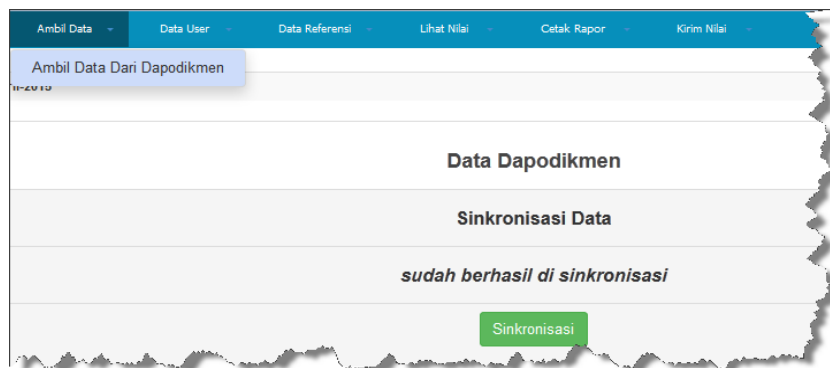 Ambil Data Data User Data Referensi Lihat Nilai Cetak Rapor Kirim Nilai
Ambil Data Dari Dapodikmen
-2015
Data Dapodikmen
Sinkronisasi Data
sudah berhasil di sinkronisasi
Sinkronisasi